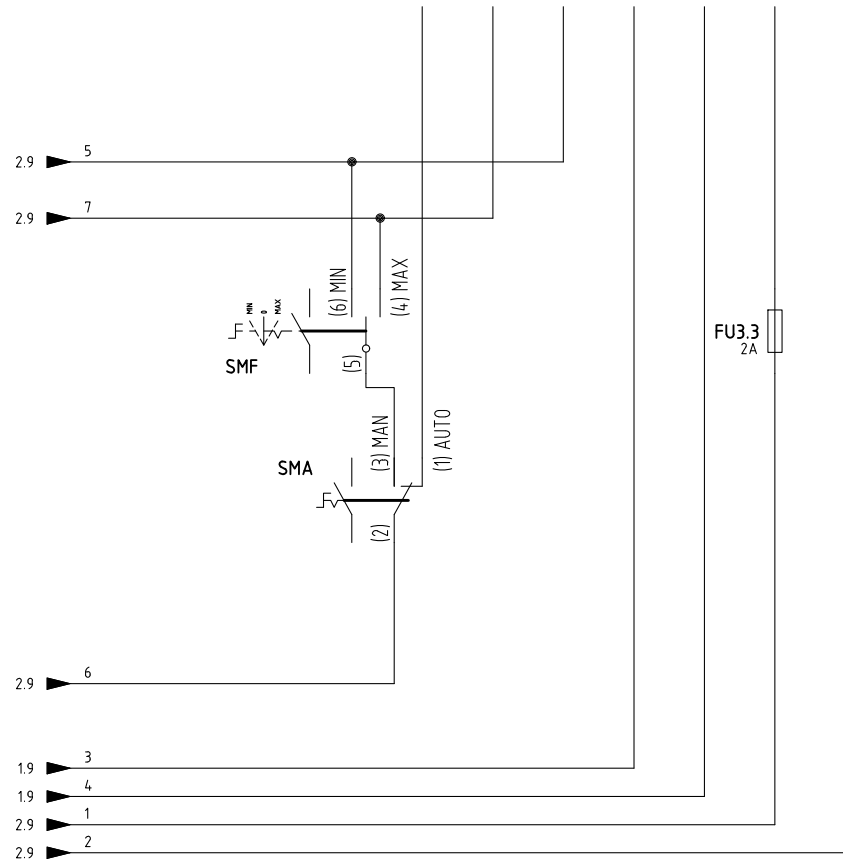 2.9 5
2.9 7
(6) MIN
(4) MAX
MIN
0
MAX
SMF
(5)
FU3.3
2A
SMA
(3) MAN
(1) AUTO
(2)
2.9 6
1.9 3
1.9 4
2.9 1
2.9 2